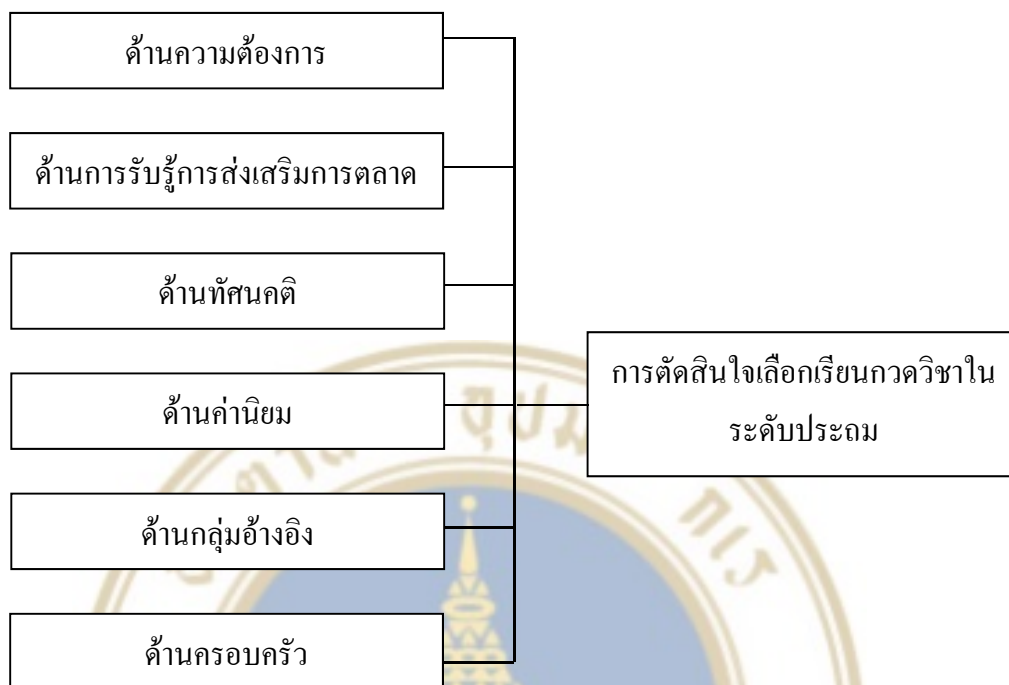 ด้านความต้องการ
ด้านการรับรู้การส่งเสริมการตลาด
ด้านทัศนคติ
ด้านค่านิยม
ด้านกลุ่มอ้างอิง
ด้านครอบครัว
การตัดสินใจเลือกเรียนกวดวิชาใน
ระดับประถม